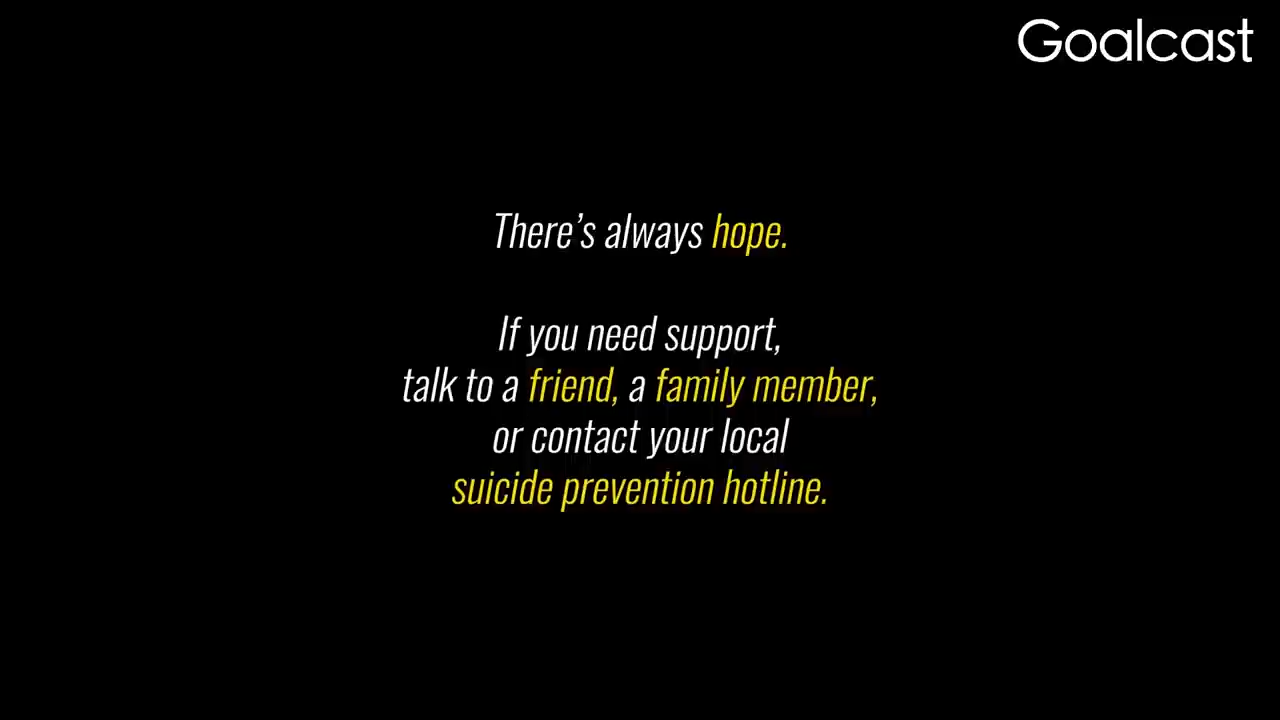 Goalcast
There’s always hope.
If you need support,
talk to a friend, a family member,
or contact your local
suicide prevention hotline.